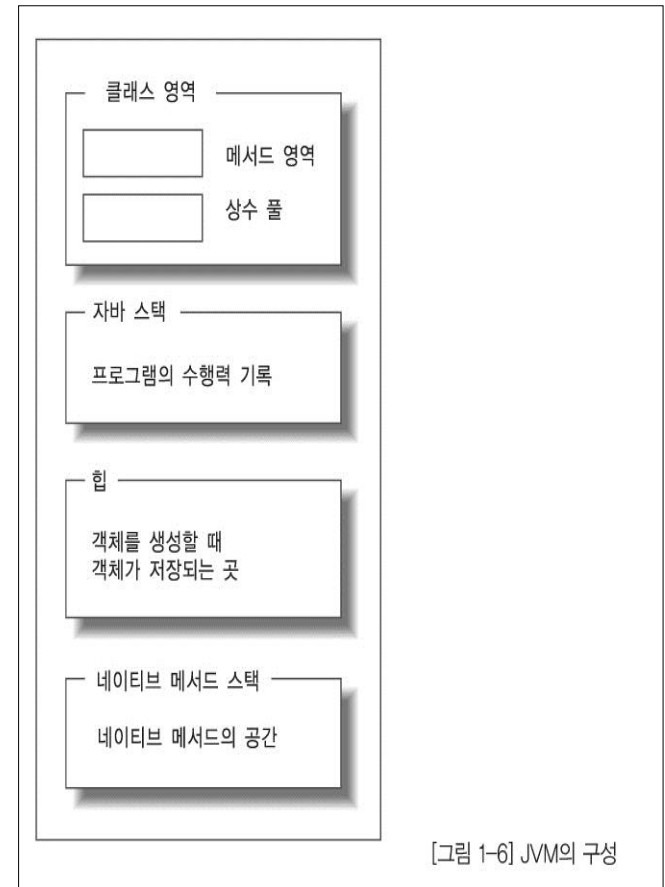 클래스 영역
메서드 영역
상수 풀
자바 스택
프로그램의 수행력 기록
힙
객체를 생성할 때
객체가 저장되는 곳
네이티브 메서드 스택
네이티브 메서드의 공간
[그림 1-6] JVM의 구성